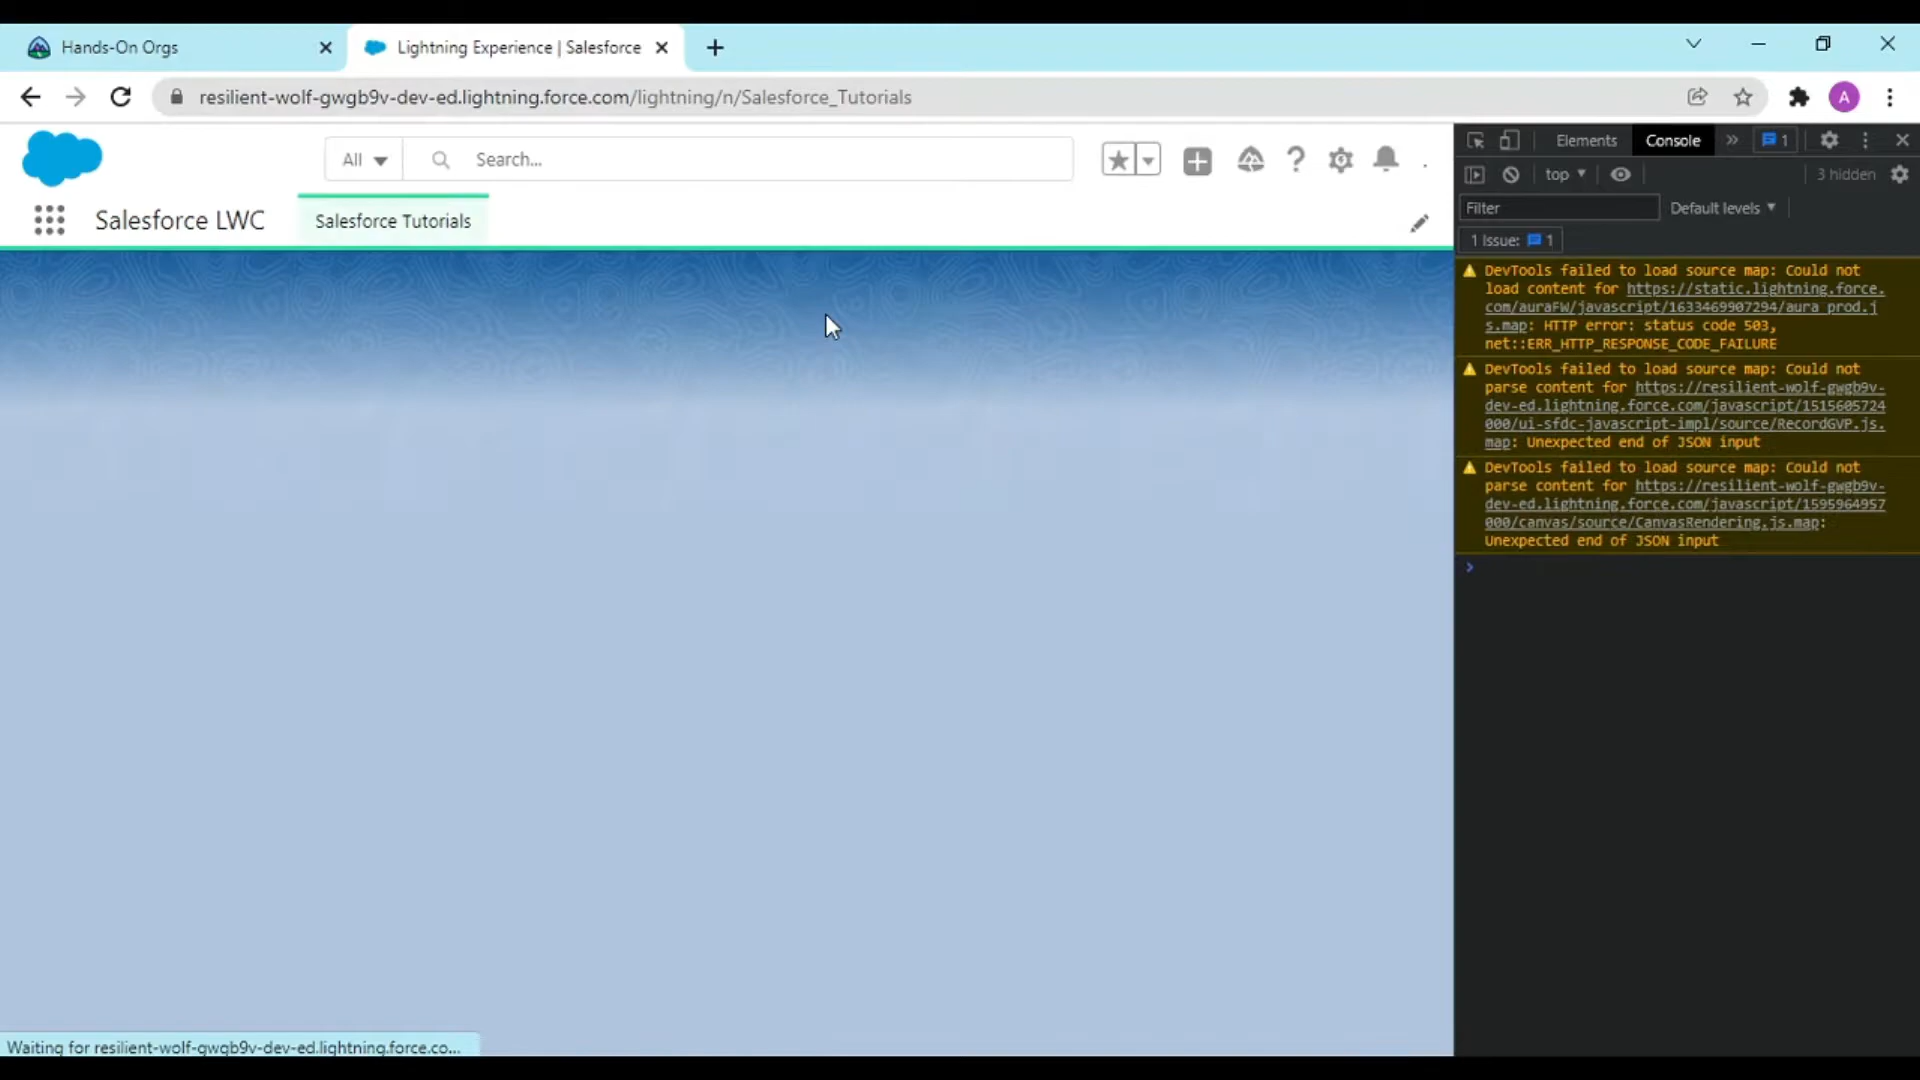 Hands-On Orgs
Lightning Experience | Salesforce
resilient-wolf-gwgb9v-dev-ed.lightning.force.com/lightning/n/Salesforce_Tutorials
A
All
Search...
Salesforce LWC
Salesforce Tutorials
Elements
Console
1
top
3 hidden
Filter
Default levels
1 Issue:
1
DevTools failed to load source map: Could not
load content for https://static.lightning.force.
com/auraFW/javascript/1633469907294/aura_prod.j
s.map: HTTP error: status code 503,
net::ERR_HTTP_RESPONSE_CODE_FAILURE
DevTools failed to load source map: Could not
parse content for https://resilient-wolf-gwgb9v-
dev-ed.lightning.force.com/javascript/1515605724
000/ui-sfdc-javascript-impl/source/RecordGVP.js.
map: Unexpected end of JSON input
DevTools failed to load source map: Could not
parse content for https://resilient-wolf-gwgb9v-
dev-ed.lightning.force.com/javascript/1595964957
000/canvas/source/CanvasRendering.js.map:
Unexpected end of JSON input
Waiting for resilient-wolf-gwgb9v-dev-ed.lightning.force.co...